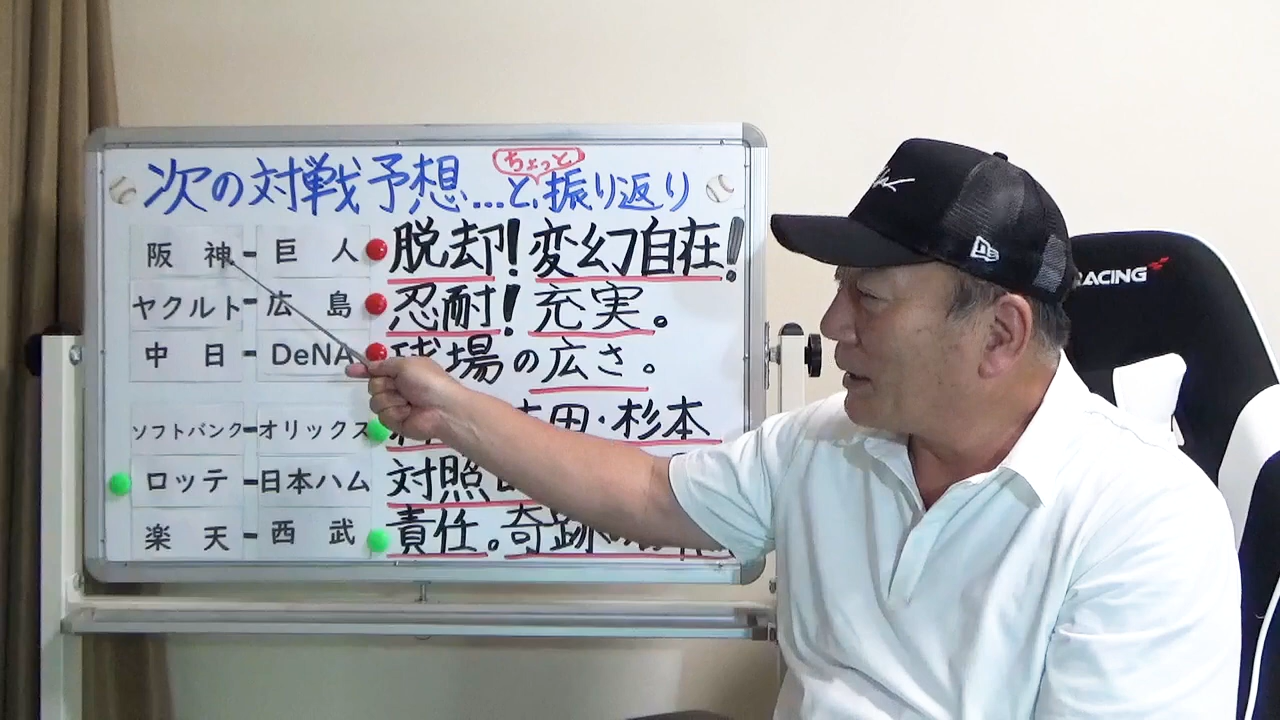 次の対戦予想…と、振り返り
ちょっと
阪神-巨人 脱却!変幻自在!
ヤクルト-広島 忍耐!充実。
中日-DeNA 球場の広さ。
ソフトバンク-オリックス 田・杉本
ロッテ-日本ハム 対照
楽天-西武 責任。奇跡
RACING